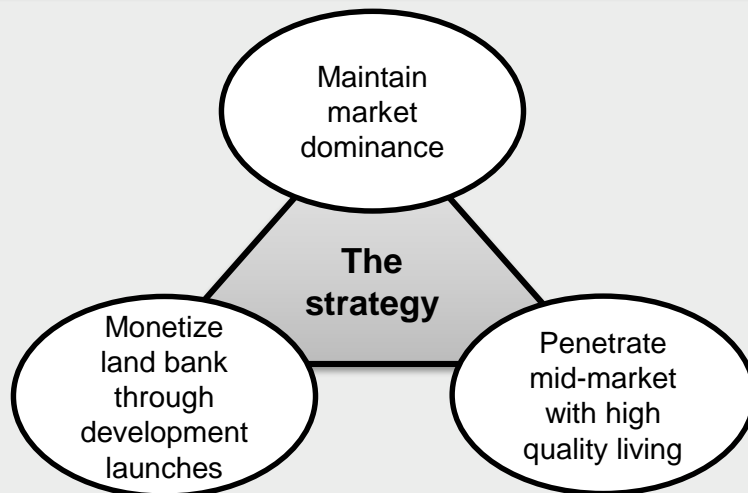 Maintain
market
dominance
The
strategy
Monetize
land bank
through
development
launches
Penetrate
mid-market
with high
quality living